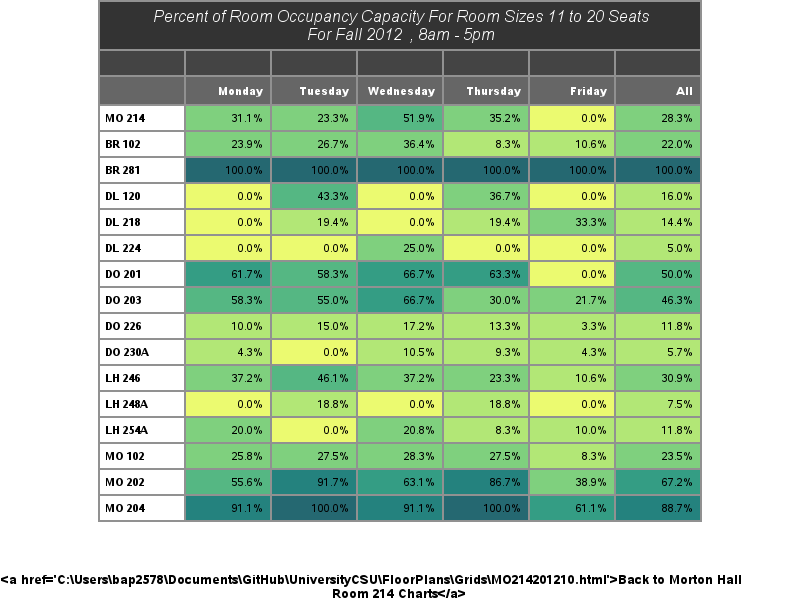 Percent of Room Occupancy Capacity For Room Sizes 11 to 20 Seats
For Fall 2012 , 8am - 5pm
Monday Tuesday Wednesday Thursday Friday All
MO 214 31.1% 23.3% 51.9% 35.2% 0.0% 28.3%
BR 102 23.9% 26.7% 36.4% 8.3% 10.6% 22.0%
BR 281 100.0% 100.0% 100.0% 100.0% 100.0% 100.0%
DL 120 0.0% 43.3% 0.0% 36.7% 0.0% 16.0%
DL 218 0.0% 19.4% 0.0% 19.4% 33.3% 14.4%
DL 224 0.0% 0.0% 25.0% 0.0% 0.0% 5.0%
DO 201 61.7% 58.3% 66.7% 63.3% 0.0% 50.0%
DO 203 58.3% 55.0% 66.7% 30.0% 21.7% 46.3%
DO 226 10.0% 15.0% 17.2% 13.3% 3.3% 11.8%
DO 230A 4.3% 0.0% 10.5% 9.3% 4.3% 5.7%
LH 246 37.2% 46.1% 37.2% 23.3% 10.6% 30.9%
LH 248A 0.0% 18.8% 0.0% 18.8% 0.0% 7.5%
LH 254A 20.0% 0.0% 20.8% 8.3% 10.0% 11.8%
MO 102 25.8% 27.5% 28.3% 27.5% 8.3% 23.5%
MO 202 55.6% 91.7% 63.1% 86.7% 38.9% 67.2%
MO 204 91.1% 100.0% 91.1% 100.0% 61.1% 88.7%
<a href='C:\Users\bap2578\Documents\GitHub\UniversityCSU\FloorPlans\Grids\MO214201210.html'>Back to Morton Hall
Room 214 Charts</a>